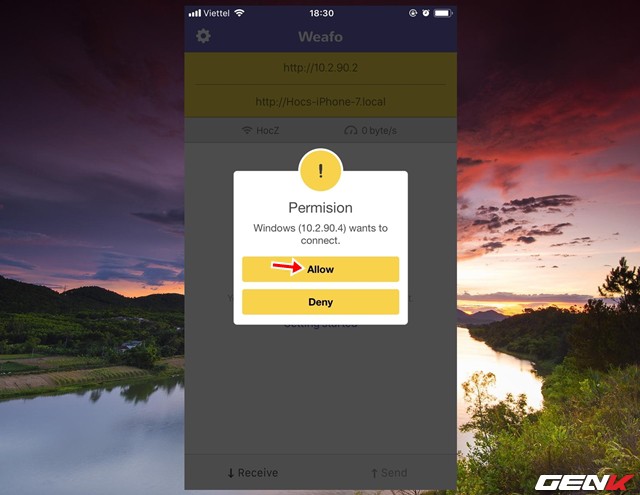 Viettel 18:30
Weafo
http://10.2.90.2
http://Hocs-iPhone-7.local
HocZ 0 byte/s
!
Permision
Windows (10.2.90.4) wants to
connect.
Allow
Deny
Getting started
Receive Send
GENK